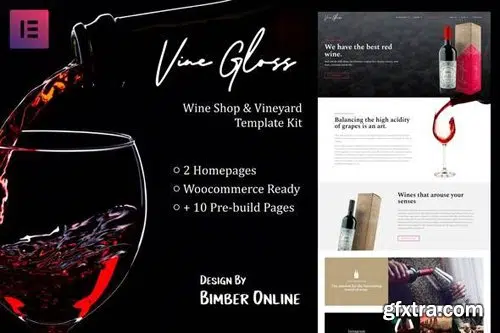 Vine Gloss
Wine Shop & Vineyard
Template Kit
2 Homepages
Woocommerce Ready
+ 10 Pre-build Pages
DESIGN BY
BIMBER ONLINE
Vine Gloss
We have the best red
wine.
Balancing the high acidity
of grapes is an art.
Wines that arouse your
senses
gfxtra.com